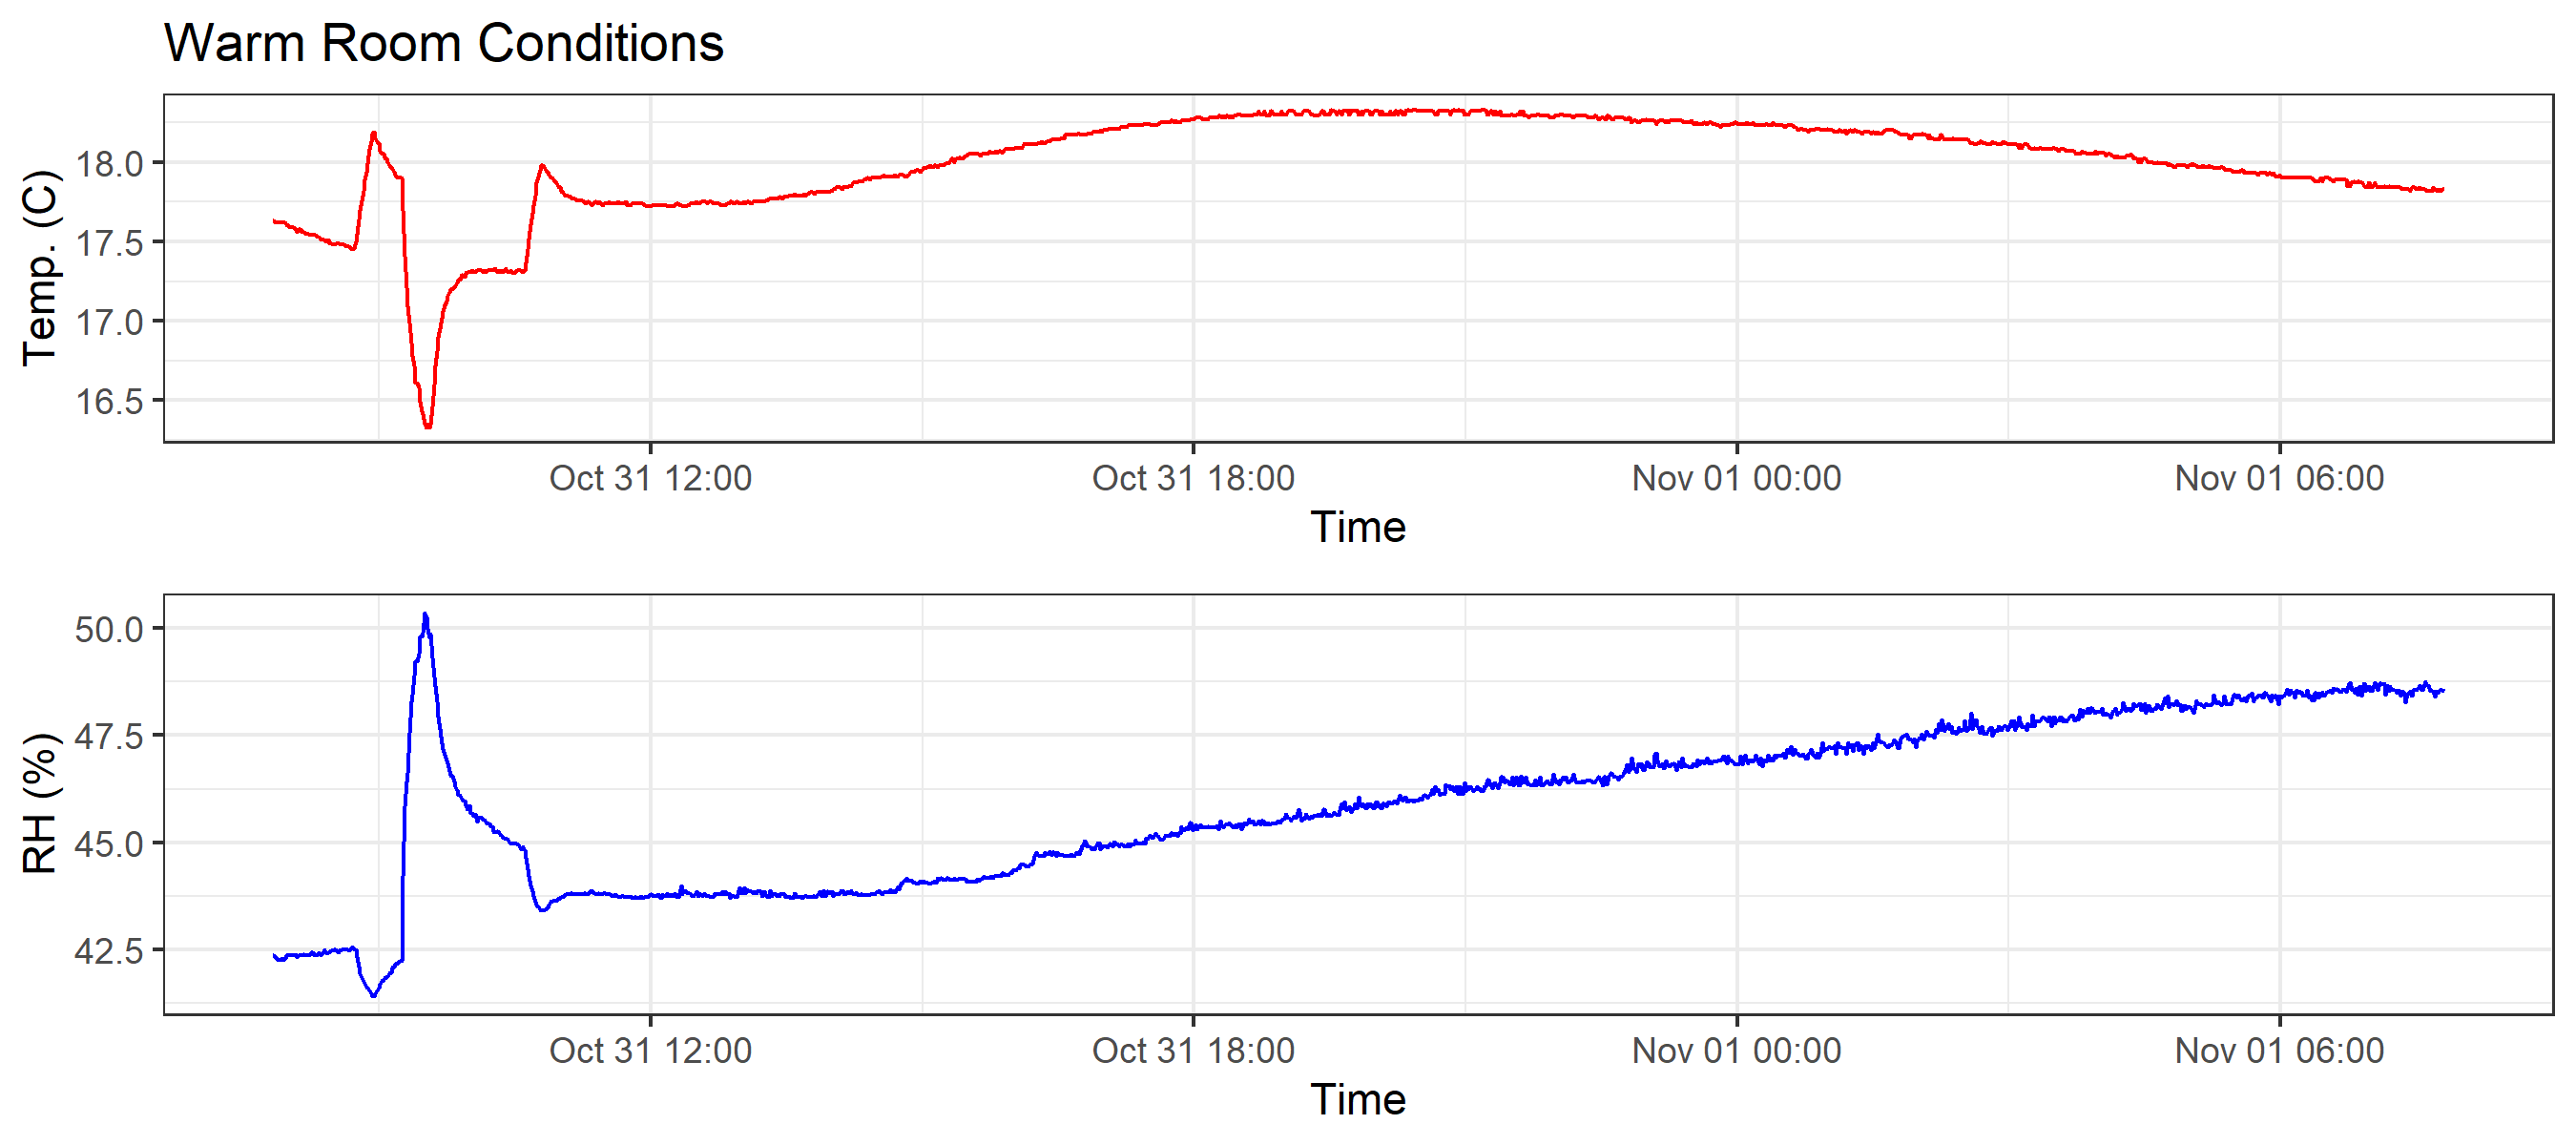 Warm Room Conditions
Temp. (C)
18.0
17.5
17.0
16.5
Oct 31 12:00 Oct 31 18:00 Nov 01 00:00 Nov 01 06:00
Time
RH (%)
50.0
47.5
45.0
42.5
Oct 31 12:00 Oct 31 18:00 Nov 01 00:00 Nov 01 06:00
Time